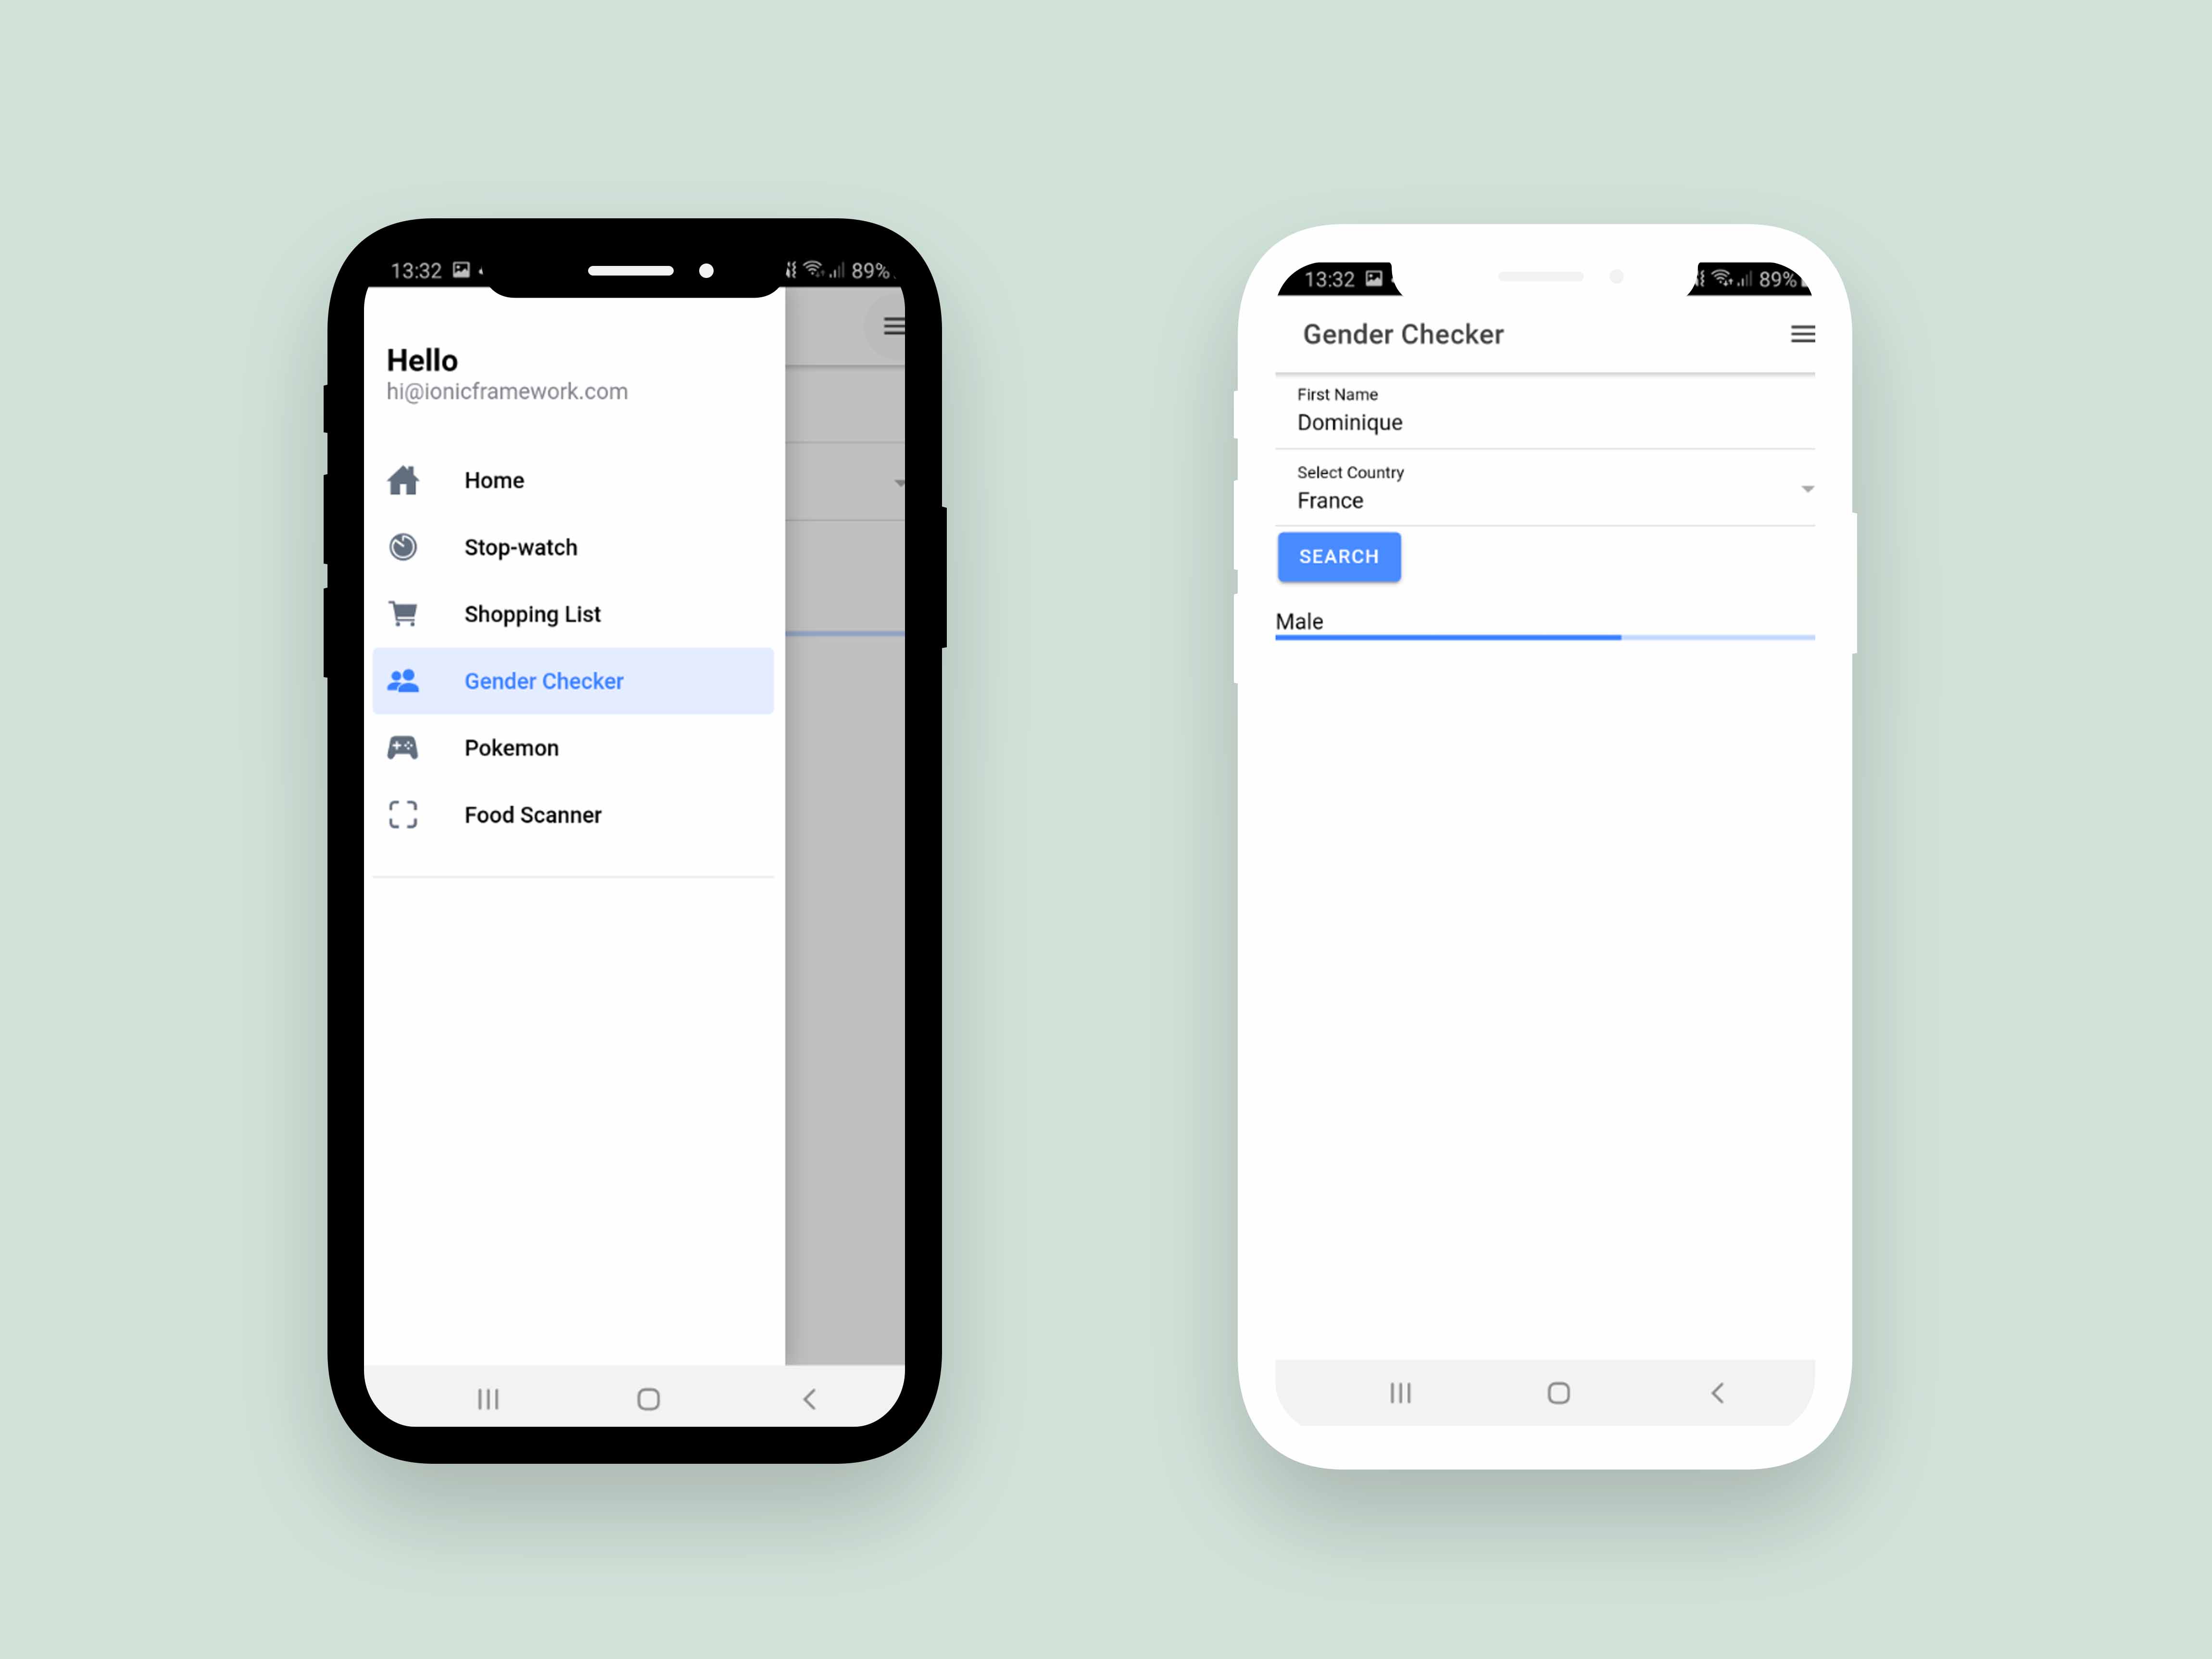 13:32
89%
Hello
hi@ionicframework.com
Home
Stop-watch
Shopping List
Gender Checker
Pokemon
Food Scanner
13:32
89%
Gender Checker
First Name
Dominique
Select Country
France
SEARCH
Male